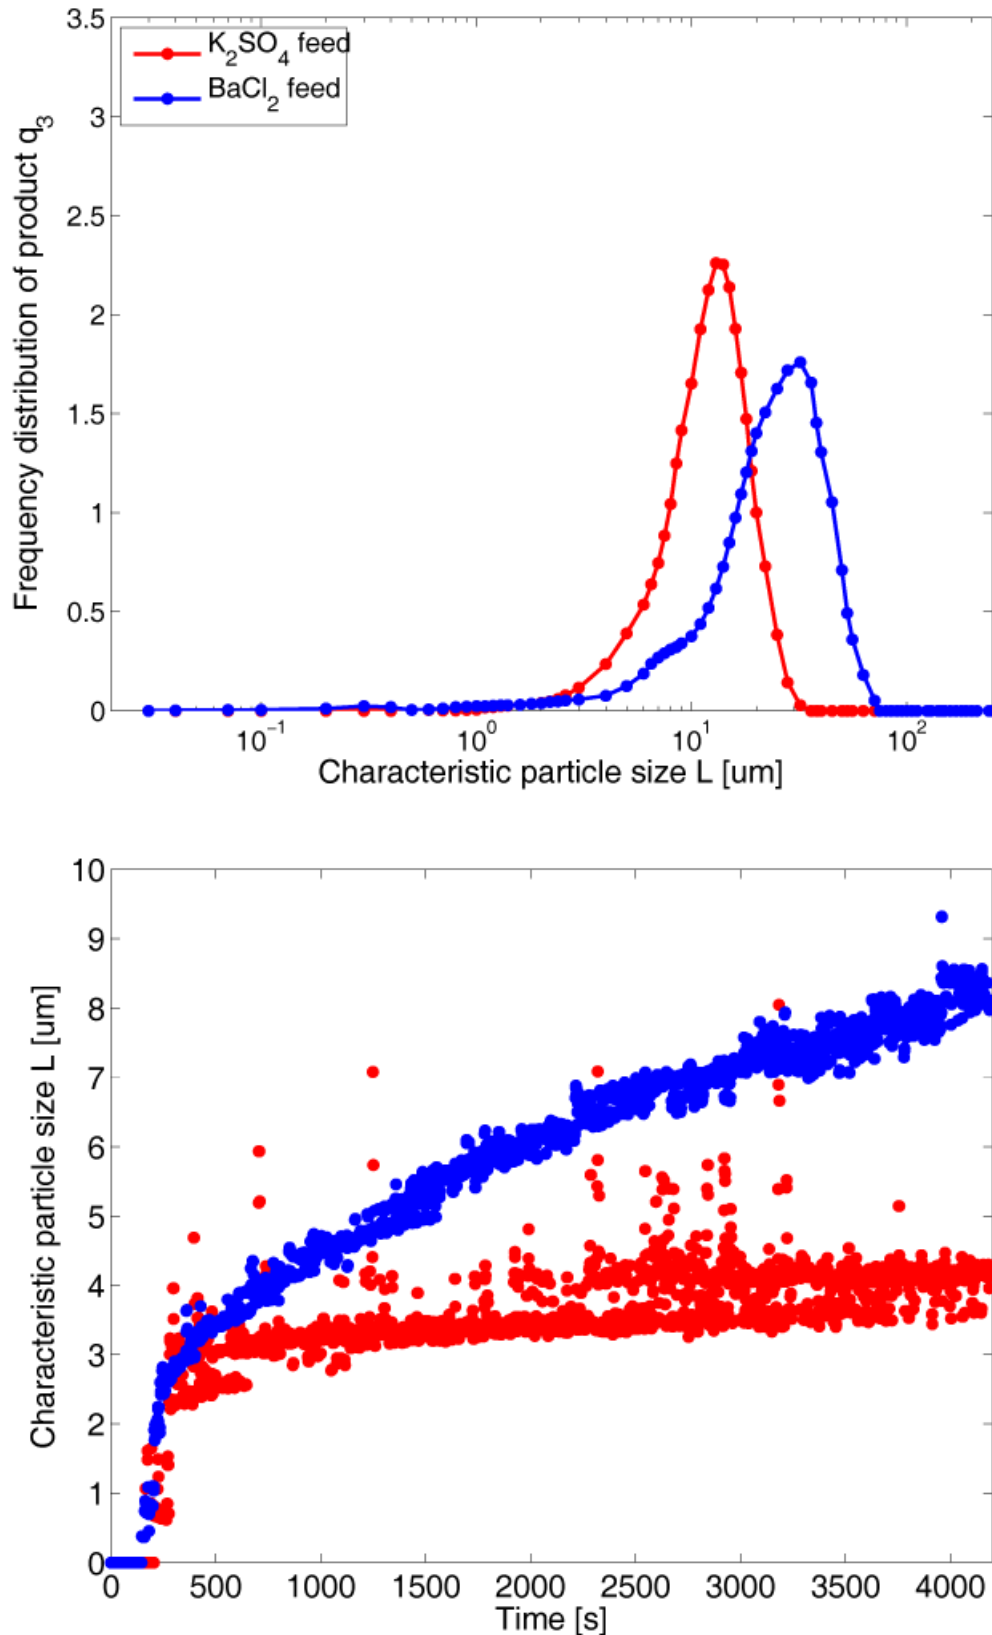 3.5
3
2.5
2
1.5
1
0.5
0
K₂SO₄ feed
BaCl₂ feed
Frequency distribution of product q₃
10⁻¹ 10⁰ 10¹ 10²
Characteristic particle size L [um]
10
9
8
7
6
5
4
3
2
1
0
Characteristic particle size L [um]
0 500 1000 1500 2000 2500 3000 3500 4000
Time [s]